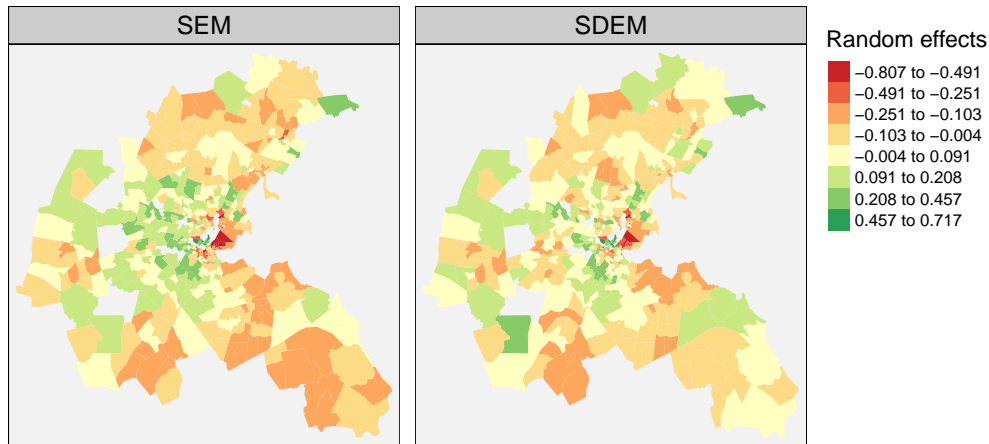 SEM
SDEM
Random effects
−0.807 to −0.491
−0.491 to −0.251
−0.251 to −0.103
−0.103 to −0.004
−0.004 to 0.091
0.091 to 0.208
0.208 to 0.457
0.457 to 0.717